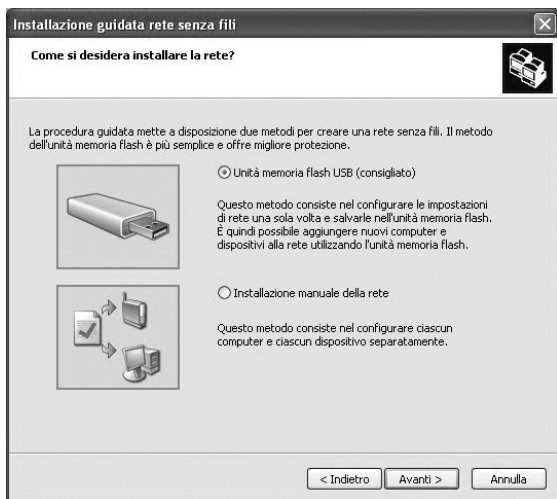 Installazione guidata rete senza fili
Come si desidera installare la rete?
La procedura guidata mette a disposizione due metodi per creare una rete senza fili. Il metodo
dell'unità memoria flash è più semplice e offre migliore protezione.
Unità memoria flash USB (consigliato)
Questo metodo consiste nel configurare le impostazioni
di rete una sola volta e salvarle nell'unità memoria flash.
È quindi possibile aggiungere nuovi computer e
dispositivi alla rete utilizzando l'unità memoria flash.
Installazione manuale della rete
Questo metodo consiste nel configurare ciascun
computer e ciascun dispositivo separatamente.
< Indietro
Avanti >
Annulla